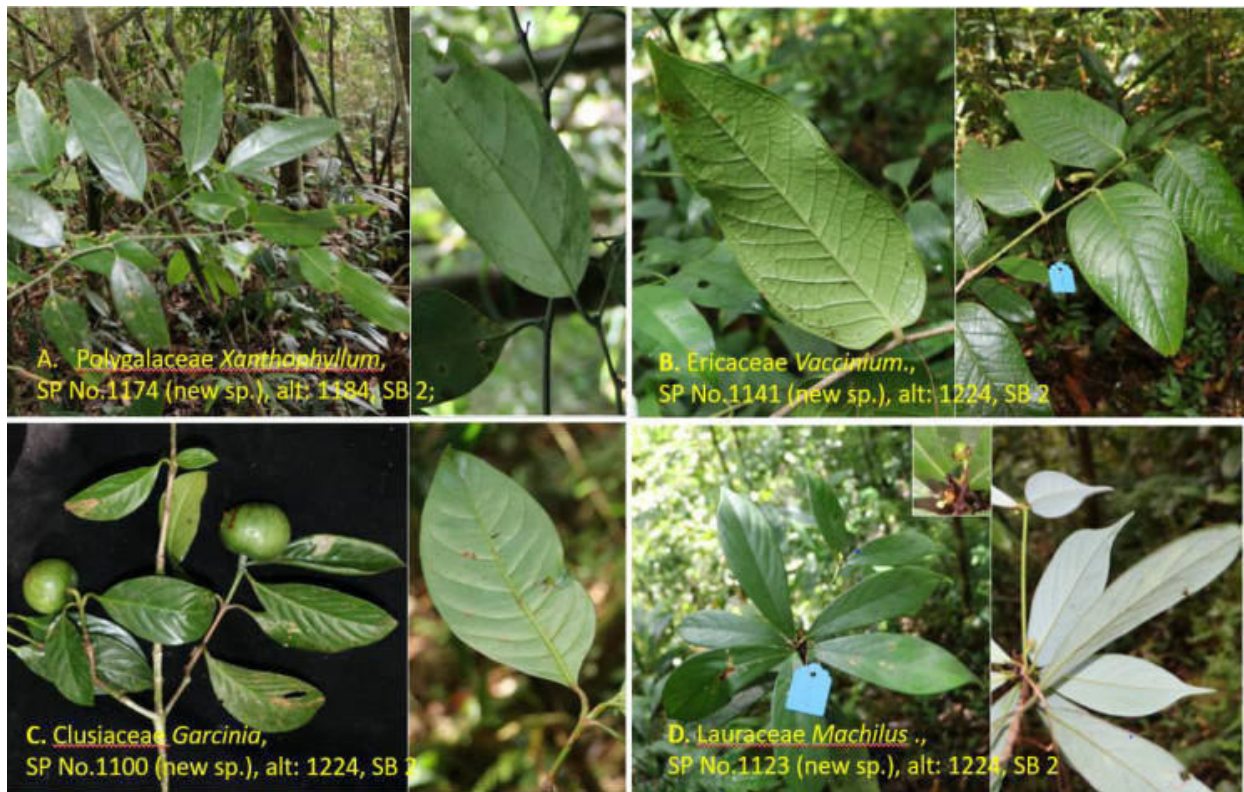 A. Polygalaceae Xanthophyllum,
SP No.1174 (new sp.), alt: 1184, SB 2;
B. Ericaceae Vaccinium.,
SP No.1141 (new sp.), alt: 1224, SB 2
C. Clusiaceae Garcinia,
SP No.1100 (new sp.), alt: 1224, SB 2
D. Lauraceae Machilus .,
SP No.1123 (new sp.), alt: 1224, SB 2